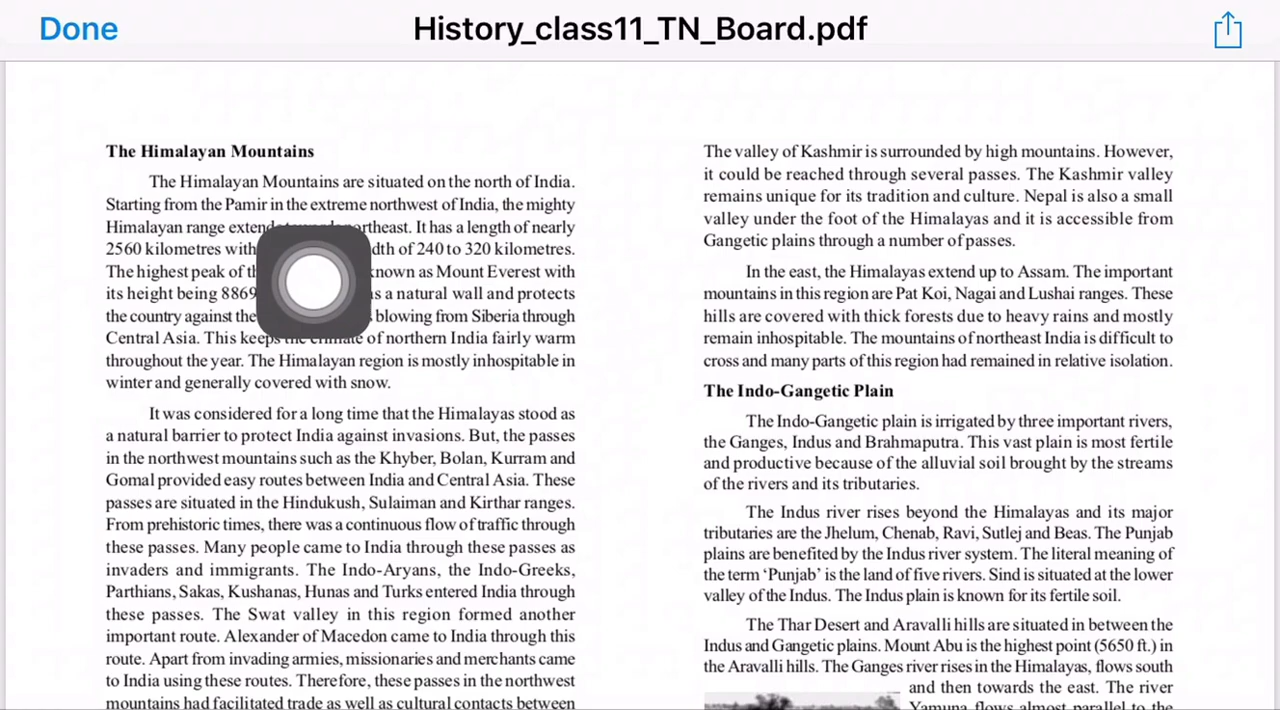 Done
History_class11_TN_Board.pdf
The Himalayan Mountains
The Himalayan Mountains are situated on the north of India.
Starting from the Pamir in the extreme northwest of India, the mighty
Himalayan range extends towards northeast. It has a length of nearly
2560 kilometres with dth of 240 to 320 kilometres.
The highest peak of th known as Mount Everest with
its height being 8869 as a natural wall and protects
the country against the blowing from Siberia through
Central Asia. This keeps the climate of northern India fairly warm
throughout the year. The Himalayan region is mostly inhospitable in
winter and generally covered with snow.
It was considered for a long time that the Himalayas stood as
a natural barrier to protect India against invasions. But, the passes
in the northwest mountains such as the Khyber, Bolan, Kurram and
Gomal provided easy routes between India and Central Asia. These
passes are situated in the Hindukush, Sulaiman and Kirthar ranges.
From prehistoric times, there was a continuous flow of traffic through
these passes. Many people came to India through these passes as
invaders and immigrants. The Indo-Aryans, the Indo-Greeks,
Parthians, Sakas, Kushanas, Hunas and Turks entered India through
these passes. The Swat valley in this region formed another
important route. Alexander of Macedon came to India through this
route. Apart from invading armies, missionaries and merchants came
to India using these routes. Therefore, these passes in the northwest
mountains had facilitated trade as well as cultural contacts between
The valley of Kashmir is surrounded by high mountains. However,
it could be reached through several passes. The Kashmir valley
remains unique for its tradition and culture. Nepal is also a small
valley under the foot of the Himalayas and it is accessible from
Gangetic plains through a number of passes.
In the east, the Himalayas extend up to Assam. The important
mountains in this region are Pat Koi, Nagai and Lushai ranges. These
hills are covered with thick forests due to heavy rains and mostly
remain inhospitable. The mountains of northeast India is difficult to
cross and many parts of this region had remained in relative isolation.
The Indo-Gangetic Plain
The Indo-Gangetic plain is irrigated by three important rivers,
the Ganges, Indus and Brahmaputra. This vast plain is most fertile
and productive because of the alluvial soil brought by the streams
of the rivers and its tributaries.
The Indus river rises beyond the Himalayas and its major
tributaries are the Jhelum, Chenab, Ravi, Sutlej and Beas. The Punjab
plains are benefited by the Indus river system. The literal meaning of
the term ‘Punjab’ is the land of five rivers. Sind is situated at the lower
valley of the Indus. The Indus plain is known for its fertile soil.
The Thar Desert and Aravalli hills are situated in between the
Indus and Gangetic plains. Mount Abu is the highest point (5650 ft.) in
the Aravalli hills. The Ganges river rises in the Himalayas, flows south
and then towards the east. The river
Yamuna flows almost parallel to the